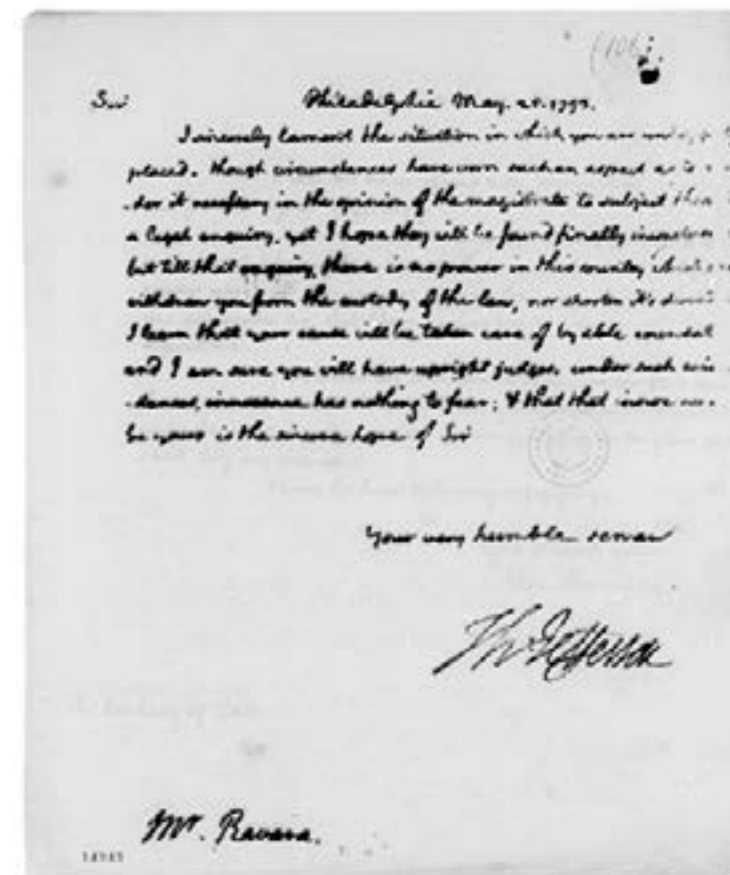 (106
Sir Philadelphia May. 21. 1793.
I sincerely lament the situation in which you are
placed. though circumstances have worn such an aspect as to
-der it necessary in the opinion of the magistrate to subject them
a legal enquiry, yet I hope they will be found finally
but till that enquiry, there is no power in this country which
withdraw you from the custody of the law, nor shorten it's
I learn that your cause will be taken care of by able counsel
and I am sure you will have upright judges. under such
-stances, innocence has nothing to fear; & that that
be yours is the sincere hope of Sir
Your very humble servan
Th Jefferson
Mr. Ravara.